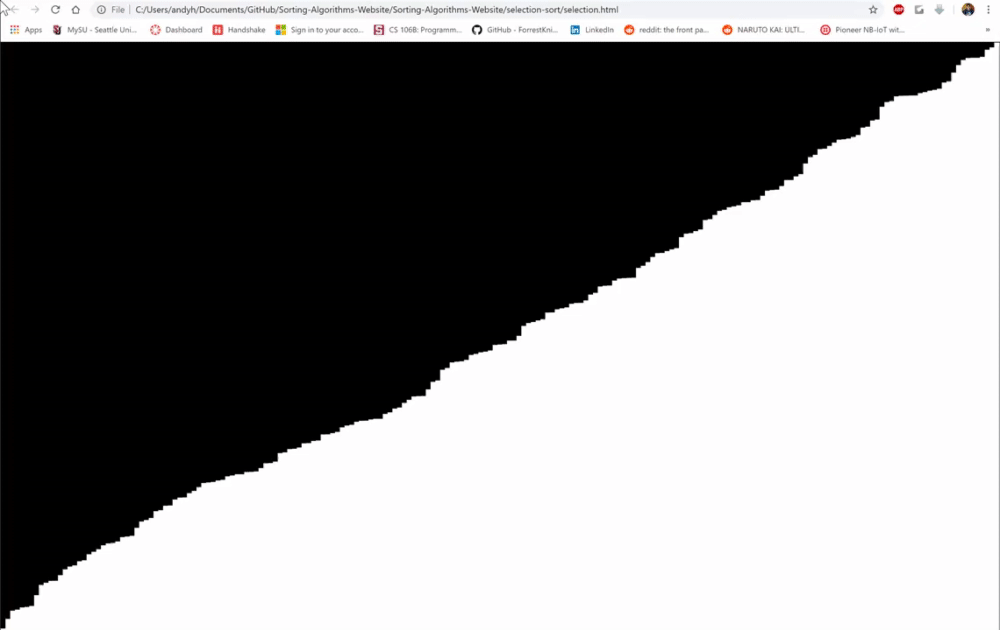 File | C:/Users/andyh/Documents/GitHub/Sorting-Algorithms-Website/Sorting-Algorithms-Website/selection-sort/selection.html
Apps MySU - Seattle Uni... Dashboard Handshake Sign in to your acco... CS 106B: Programm... GitHub - ForrestKni... LinkedIn reddit: the front pa... NARUTO KAI: ULTI... Pioneer NB-IoT wit... »